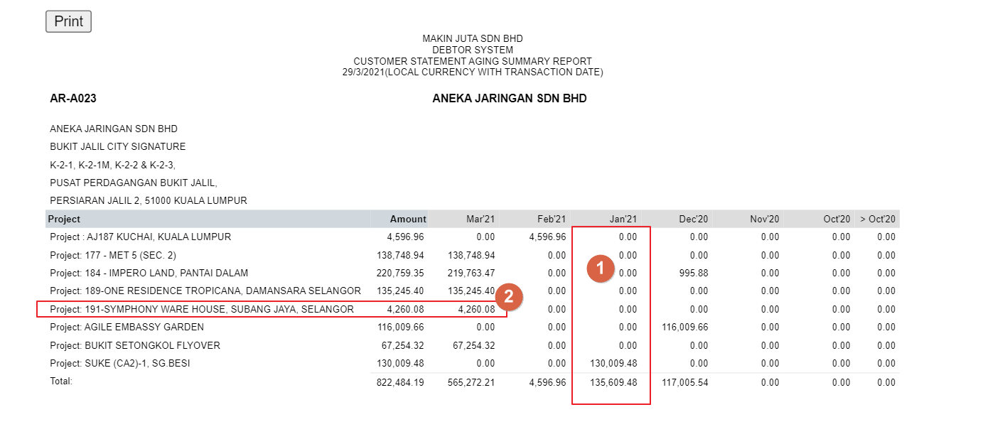 Print
MAKIN JUTA SDN BHD
DEBTOR SYSTEM
CUSTOMER STATEMENT AGING SUMMARY REPORT
29/3/2021(LOCAL CURRENCY WITH TRANSACTION DATE)
AR-A023 ANEKA JARINGAN SDN BHD
ANEKA JARINGAN SDN BHD
BUKIT JALIL CITY SIGNATURE
K-2-1, K-2-1M, K-2-2 & K-2-3,
PUSAT PERDAGANGAN BUKIT JALIL,
PERSIARAN JALIL 2, 51000 KUALA LUMPUR
Project Amount Mar'21 Feb'21 Jan'21 Dec'20 Nov'20 Oct'20 > Oct'20
Project : AJ187 KUCHAI, KUALA LUMPUR 4,596.96 0.00 4,596.96 0.00 0.00 0.00 0.00 0.00
Project: 177 - MET 5 (SEC. 2) 138,748.94 138,748.94 0.00 0.00 0.00 0.00 0.00 0.00
Project: 184 - IMPERO LAND, PANTAI DALAM 220,759.35 219,763.47 0.00 1 0.00 995.88 0.00 0.00 0.00
Project: 189-ONE RESIDENCE TROPICANA, DAMANSARA SELANGOR 135,245.40 135,245.40 2 0.00 0.00 0.00 0.00 0.00 0.00
Project: 191-SYMPHONY WARE HOUSE, SUBANG JAYA, SELANGOR 4,260.08 4,260.08 0.00 0.00 0.00 0.00 0.00 0.00
Project: AGILE EMBASSY GARDEN 116,009.66 0.00 0.00 0.00 116,009.66 0.00 0.00 0.00
Project: BUKIT SETONGKOL FLYOVER 67,254.32 67,254.32 0.00 0.00 0.00 0.00 0.00 0.00
Project: SUKE (CA2)-1, SG.BESI 130,009.48 0.00 0.00 130,009.48 0.00 0.00 0.00 0.00
Total: 822,484.19 565,272.21 4,596.96 135,609.48 117,005.54 0.00 0.00 0.00